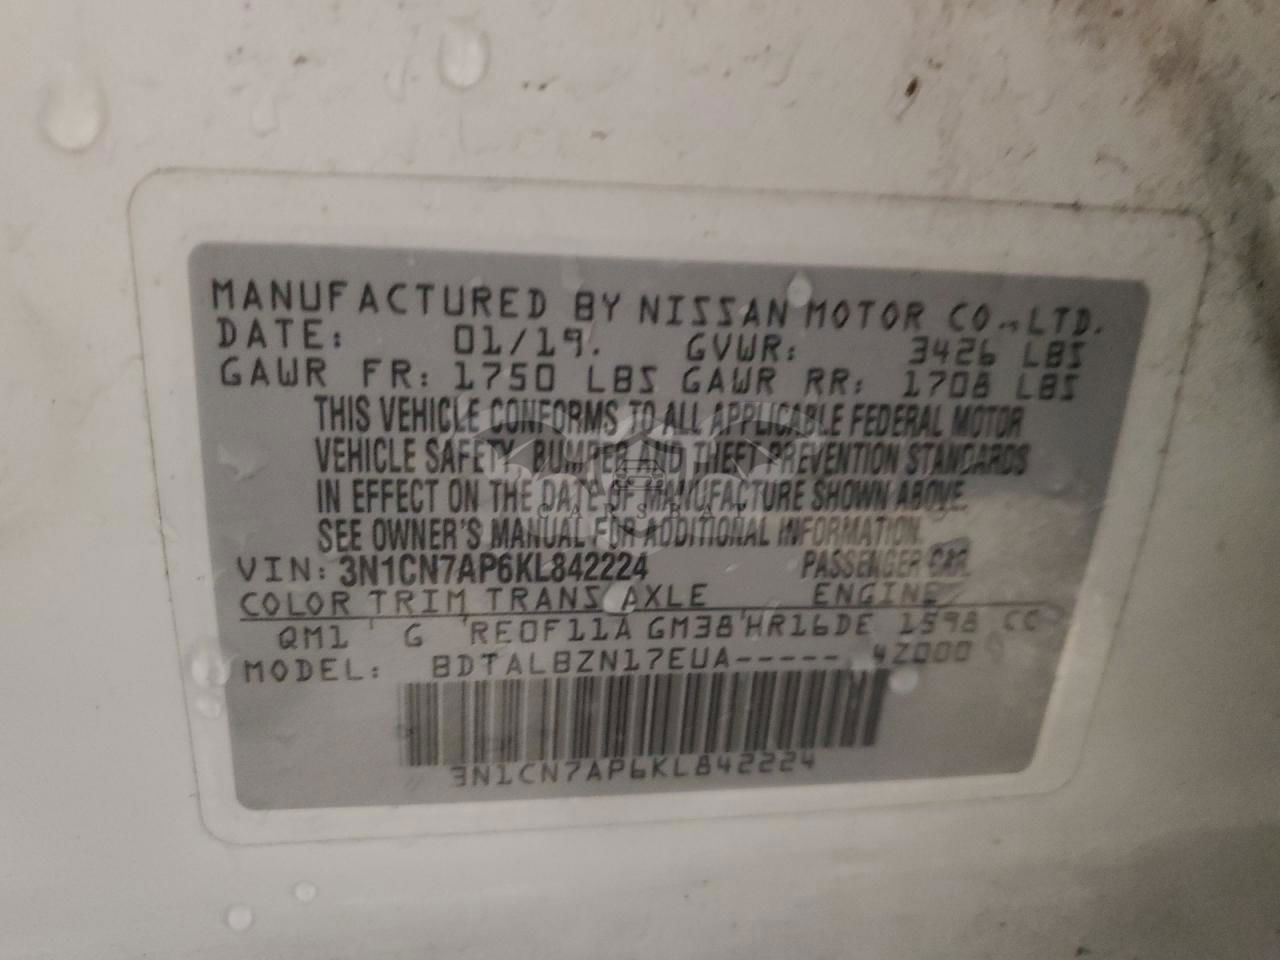 MANUFACTURED BY NISSAN MOTOR CO., LTD.
DATE: 01/19. GVWR: 3426 LBS
GAWR FR: 1750 LBS GAWR RR: 1708 LBS
THIS VEHICLE CONFORMS TO ALL APPLICABLE FEDERAL MOTOR
VEHICLE SAFETY, BUMPER AND THEFT PREVENTION STANDARDS
IN EFFECT ON THE DATE OF MANUFACTURE SHOWN ABOVE.
SEE OWNER'S MANUAL FOR ADDITIONAL INFORMATION.
VIN: 3N1CN7AP6KL842224 PASSENGER CAR.
COLOR TRIM TRANS AXLE ENGINE
QM1 G RE0F11A GM38 HR16DE 1598 CC
MODEL: BDTALBZN17EUA----- 4Z000
3N1CN7AP6KL842224